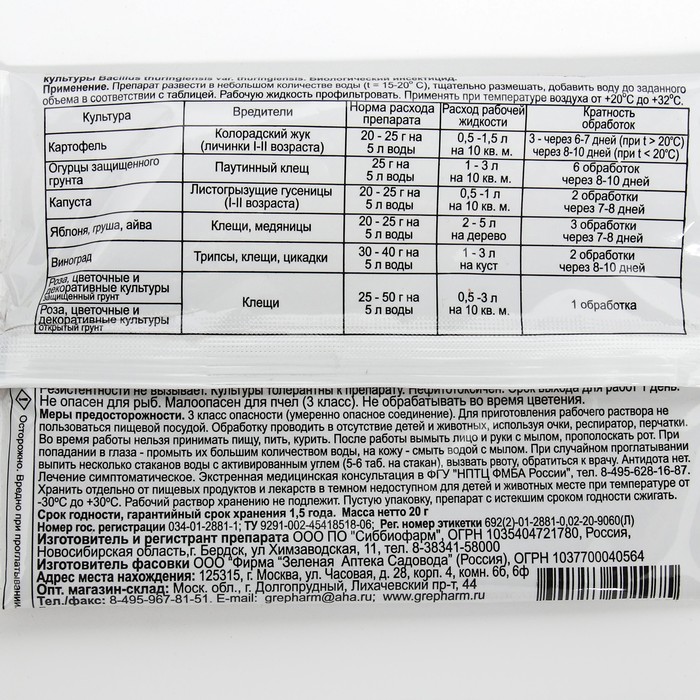 культуры Bacillus thuringiensis var. thuringiensis. Биологический инсектицид.
Применение. Препарат развести в небольшом количестве воды (t = 15-20° С), тщательно размешать, добавить воду до заданного
объема в соответствии с таблицей. Рабочую жидкость профильтровать. Применять при температуре воздуха от +20°С до +32°С.
Культура Вредители Норма расхода препарата Расход рабочей жидкости Кратность обработок
Картофель Колорадский жук (личинки I-II возраста) 20 - 25 г на 5 л воды 0,5 -1,5 л на 10 кв. м. 3 - через 6-7 дней (при t > 20°С) через 8-10 дней (при t < 20°С)
Огурцы защищенного грунта Паутинный клещ 25 г на 5 л воды 1 - 3 л на 10 кв. м. 6 обработок через 8-10 дней
Капуста Листогрызущие гусеницы (I-II возраста) 20 - 25 г на 5 л воды 0,5 -1 л на 10 кв. м. 2 обработки через 7-8 дней
Яблоня, груша, айва Клещи, медяницы 20 - 25 г на 5 л воды 2 - 5 л на дерево 3 обработки через 7-8 дней
Виноград Трипсы, клещи, цикадки 30 - 40 г на 5 л воды 1 - 3 л на куст 2 обработки через 8-10 дней
Роза, цветочные и декоративные культуры защищенный грунт Клещи 25 - 50 г на 5 л воды 0,5 -3 л на 10 кв. м. 1 обработка
Роза, цветочные и декоративные культуры открытый грунт
Резистентности не вызывает. Культуры толерантны к препарату. Нефитотоксичен. Срок выхода для работ 1 день.
Не опасен для рыб. Малоопасен для пчел (3 класс). Не обрабатывать во время цветения.
Меры предосторожности. 3 класс опасности (умеренно опасное соединение). Для приготовления рабочего раствора не
пользоваться пищевой посудой. Обработку проводить в отсутствие детей и животных, используя очки, респиратор, перчатки.
Во время работы нельзя принимать пищу, пить, курить. После работы вымыть лицо и руки с мылом, прополоскать рот. При
попадании в глаза - промыть их большим количеством воды, на кожу - смыть водой с мылом. При случайном проглатывании
выпить несколько стаканов воды с активированным углем (5-6 таб. на стакан), вызвать рвоту, обратиться к врачу. Антидота нет.
Лечение симптоматическое. Экстренная медицинская консультация в ФГУ "НПТЦ ФМБА России", т. 8-495-628-16-87.
Хранить отдельно от пищевых продуктов и лекарств в темном недоступном для детей и животных месте при температуре от
-30°С до +30°С. Рабочий раствор хранению не подлежит. Пустую упаковку, препарат с истекшим сроком годности сжигать.
Срок годности, гарантийный срок хранения 1,5 года. Масса нетто 20 г
Номер гос. регистрации 034-01-2881-1; ТУ 9291-002-45418518-06; Рег. номер этикетки 692(2)-01-2881-0,02-20-9060(Л)
Изготовитель и регистрант препарата ООО ПО "Сиббиофарм", ОГРН 1035404721780, Россия,
Новосибирская область,г. Бердск, ул Химзаводская, 11, тел. 8-38341-58000
Изготовитель фасовки ООО "Фирма "Зеленая Аптека Садовода" (Россия), ОГРН 1037700040564
Адрес места нахождения: 125315, г. Москва, ул. Часовая, д. 28, корп. 4, комн. 6б, 6ф
Опт. магазин-склад: Моск. обл., г. Долгопрудный, Лихачевский пр-т, 44
Тел./факс: 8-495-967-81-51, E-mail: grepharm@aha.ru; www.grepharm.ru
Осторожно. Вредно при проглатывании